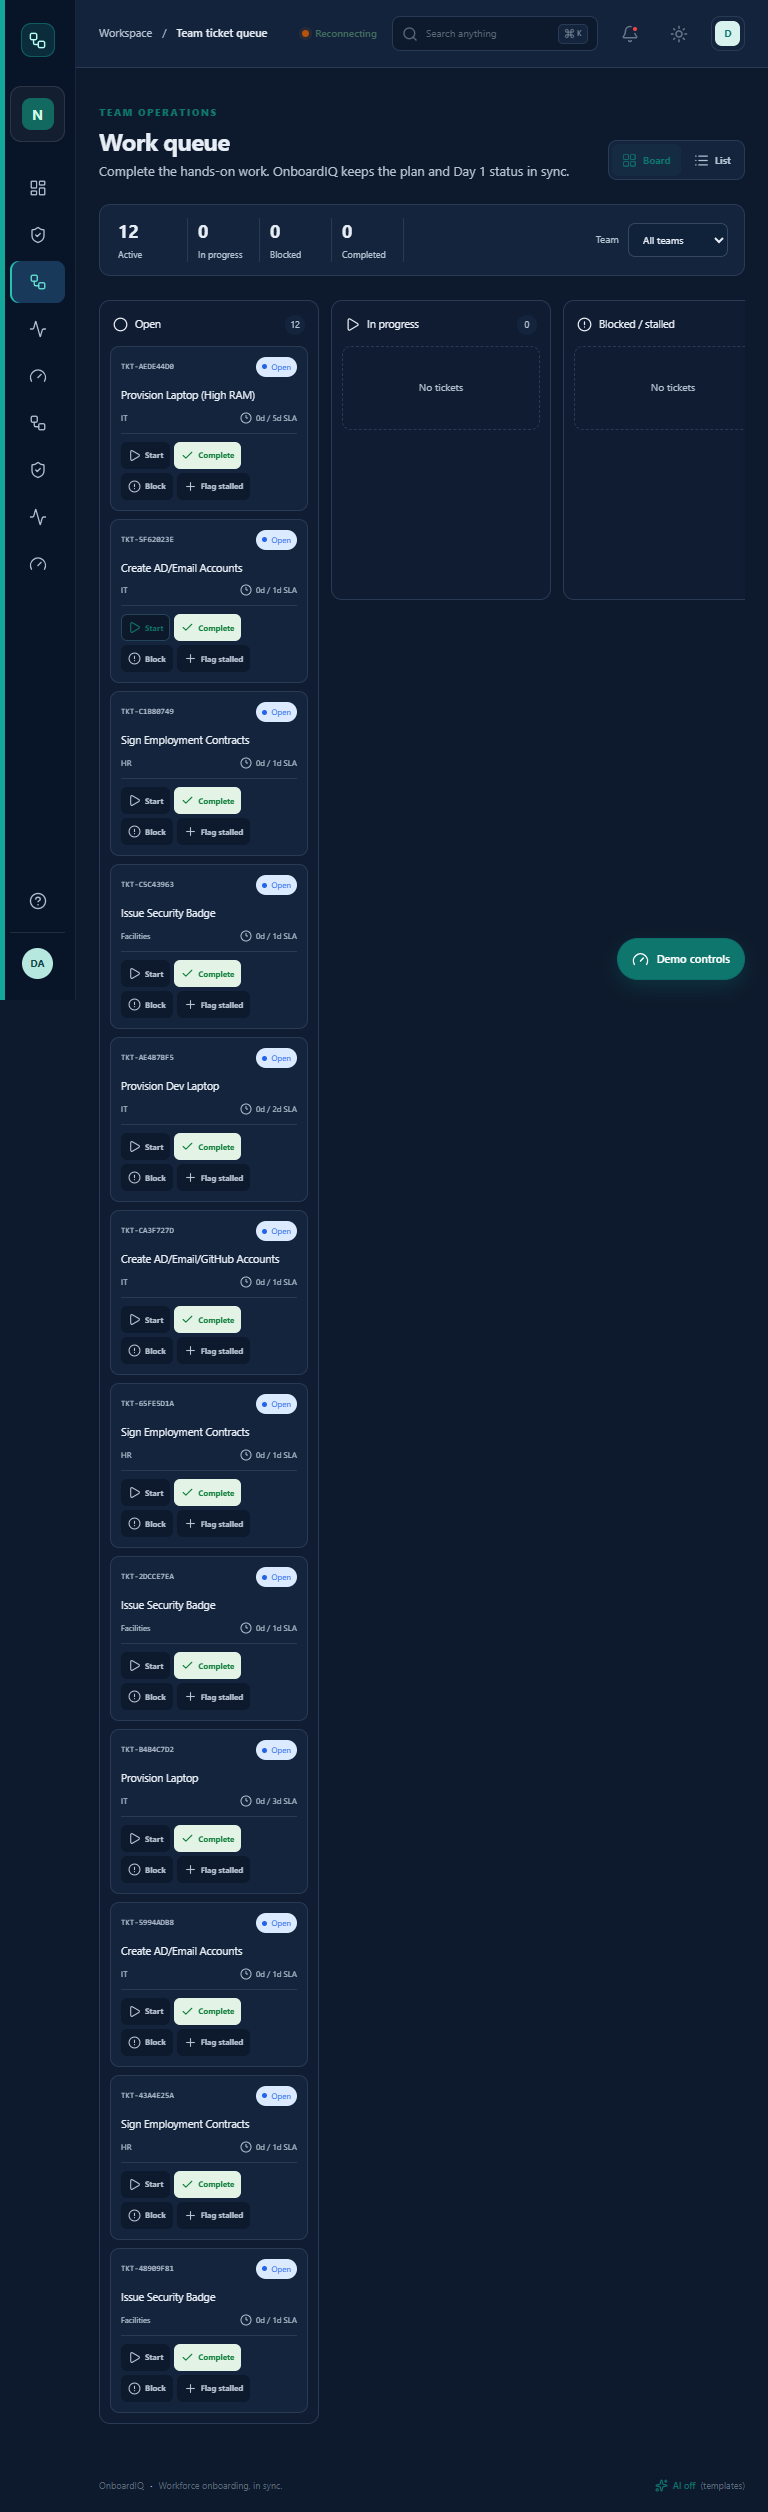 Workspace / Team ticket queue
Reconnecting
Search anything
⌘ K
D
N
TEAM OPERATIONS
Work queue
Complete the hands-on work. OnboardIQ keeps the plan and Day 1 status in sync.
Board
List
12
Active
0
In progress
0
Blocked
0
Completed
Team
All teams
Open
12
TKT-AEDE44D0
Open
Provision Laptop (High RAM)
IT
0d / 5d SLA
Start
Complete
Block
Flag stalled
TKT-5F62023E
Open
Create AD/Email Accounts
IT
0d / 1d SLA
Start
Complete
Block
Flag stalled
TKT-C1B80749
Open
Sign Employment Contracts
HR
0d / 1d SLA
Start
Complete
Block
Flag stalled
TKT-C5C43963
Open
Issue Security Badge
Facilities
0d / 1d SLA
Start
Complete
Block
Flag stalled
TKT-AE4B7BF5
Open
Provision Dev Laptop
IT
0d / 2d SLA
Start
Complete
Block
Flag stalled
TKT-CA3F727D
Open
Create AD/Email/GitHub Accounts
IT
0d / 1d SLA
Start
Complete
Block
Flag stalled
TKT-65FE5D1A
Open
Sign Employment Contracts
HR
0d / 1d SLA
Start
Complete
Block
Flag stalled
TKT-2DCCE7EA
Open
Issue Security Badge
Facilities
0d / 1d SLA
Start
Complete
Block
Flag stalled
TKT-B4B4C7D2
Open
Provision Laptop
IT
0d / 3d SLA
Start
Complete
Block
Flag stalled
TKT-5994ADB8
Open
Create AD/Email Accounts
IT
0d / 1d SLA
Start
Complete
Block
Flag stalled
TKT-43A4E25A
Open
Sign Employment Contracts
HR
0d / 1d SLA
Start
Complete
Block
Flag stalled
TKT-48909F81
Open
Issue Security Badge
Facilities
0d / 1d SLA
Start
Complete
Block
Flag stalled
In progress
0
No tickets
Blocked / stalled
No tickets
DA
Demo controls
OnboardIQ · Workforce onboarding, in sync.
AI off (templates)